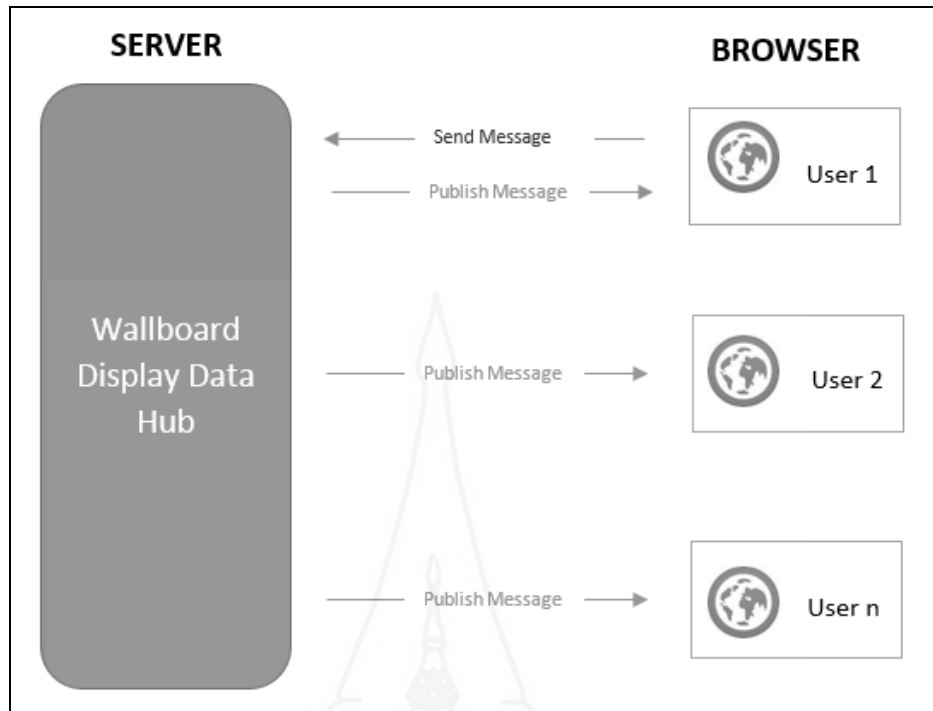 SERVER
BROWSER
Send Message
User 1
Publish Message
Wallboard
Display Data
Hub
Publish Message
User 2
Publish Message
User n